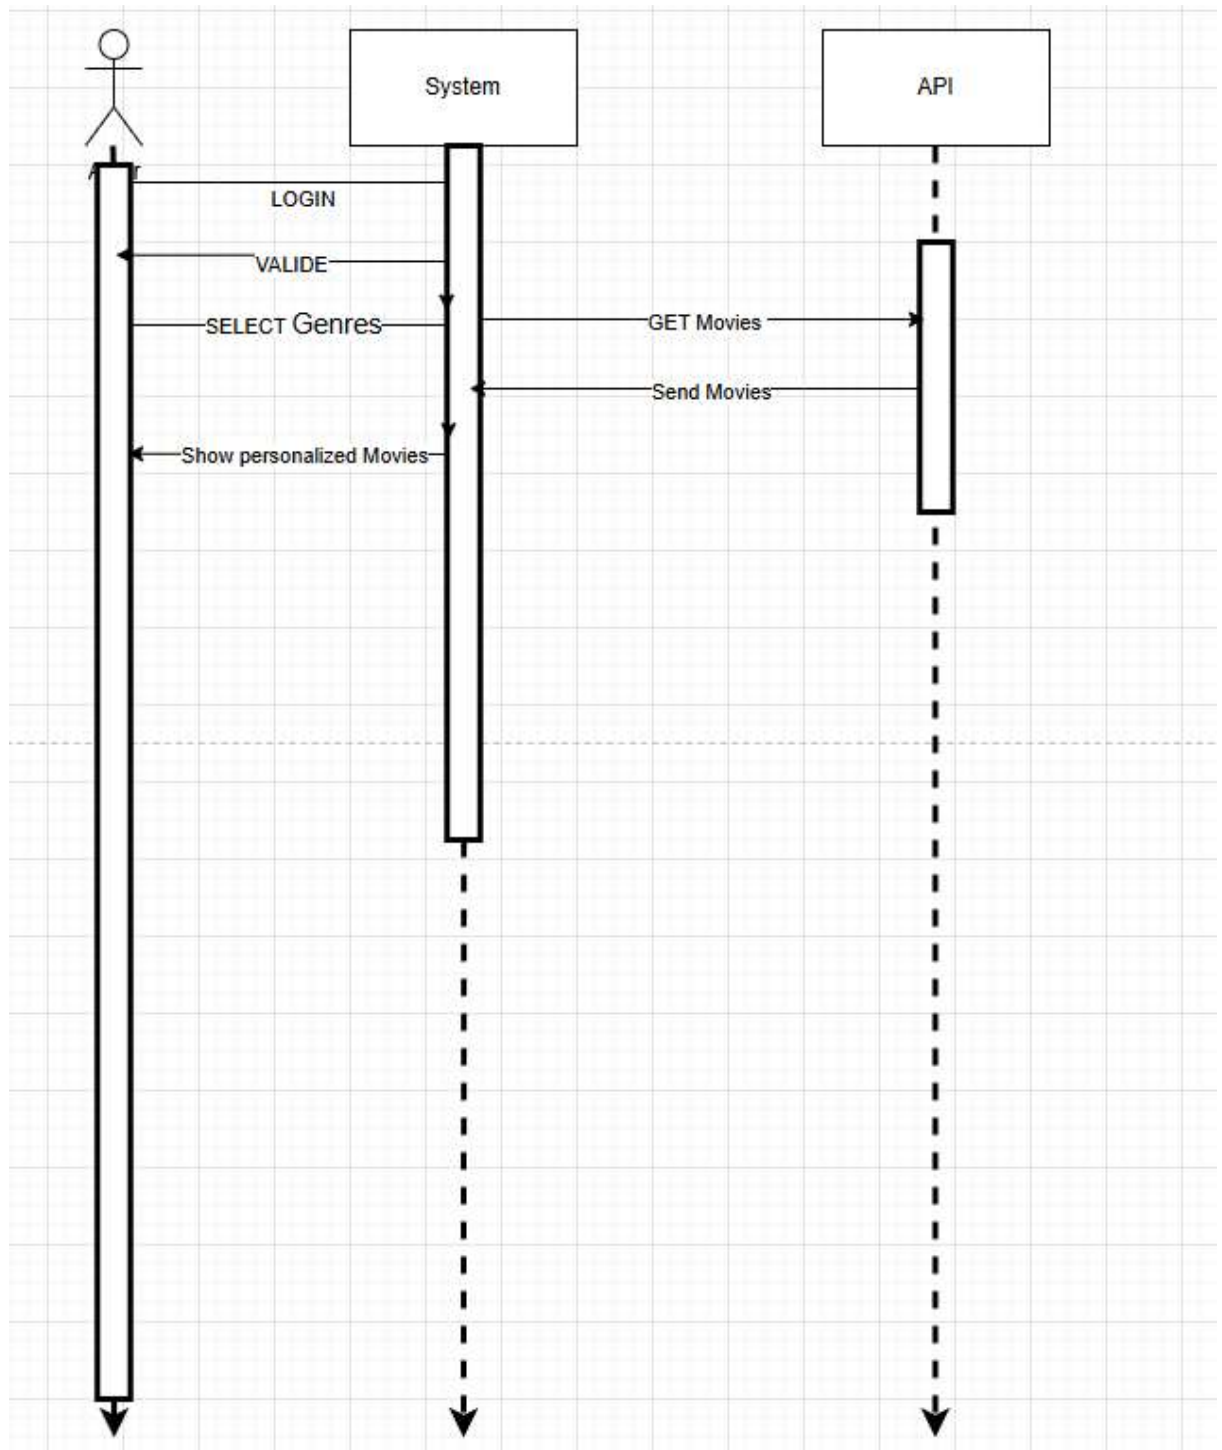 System
API
LOGIN
VALIDE
SELECT Genres
GET Movies
Send Movies
Show personalized Movies